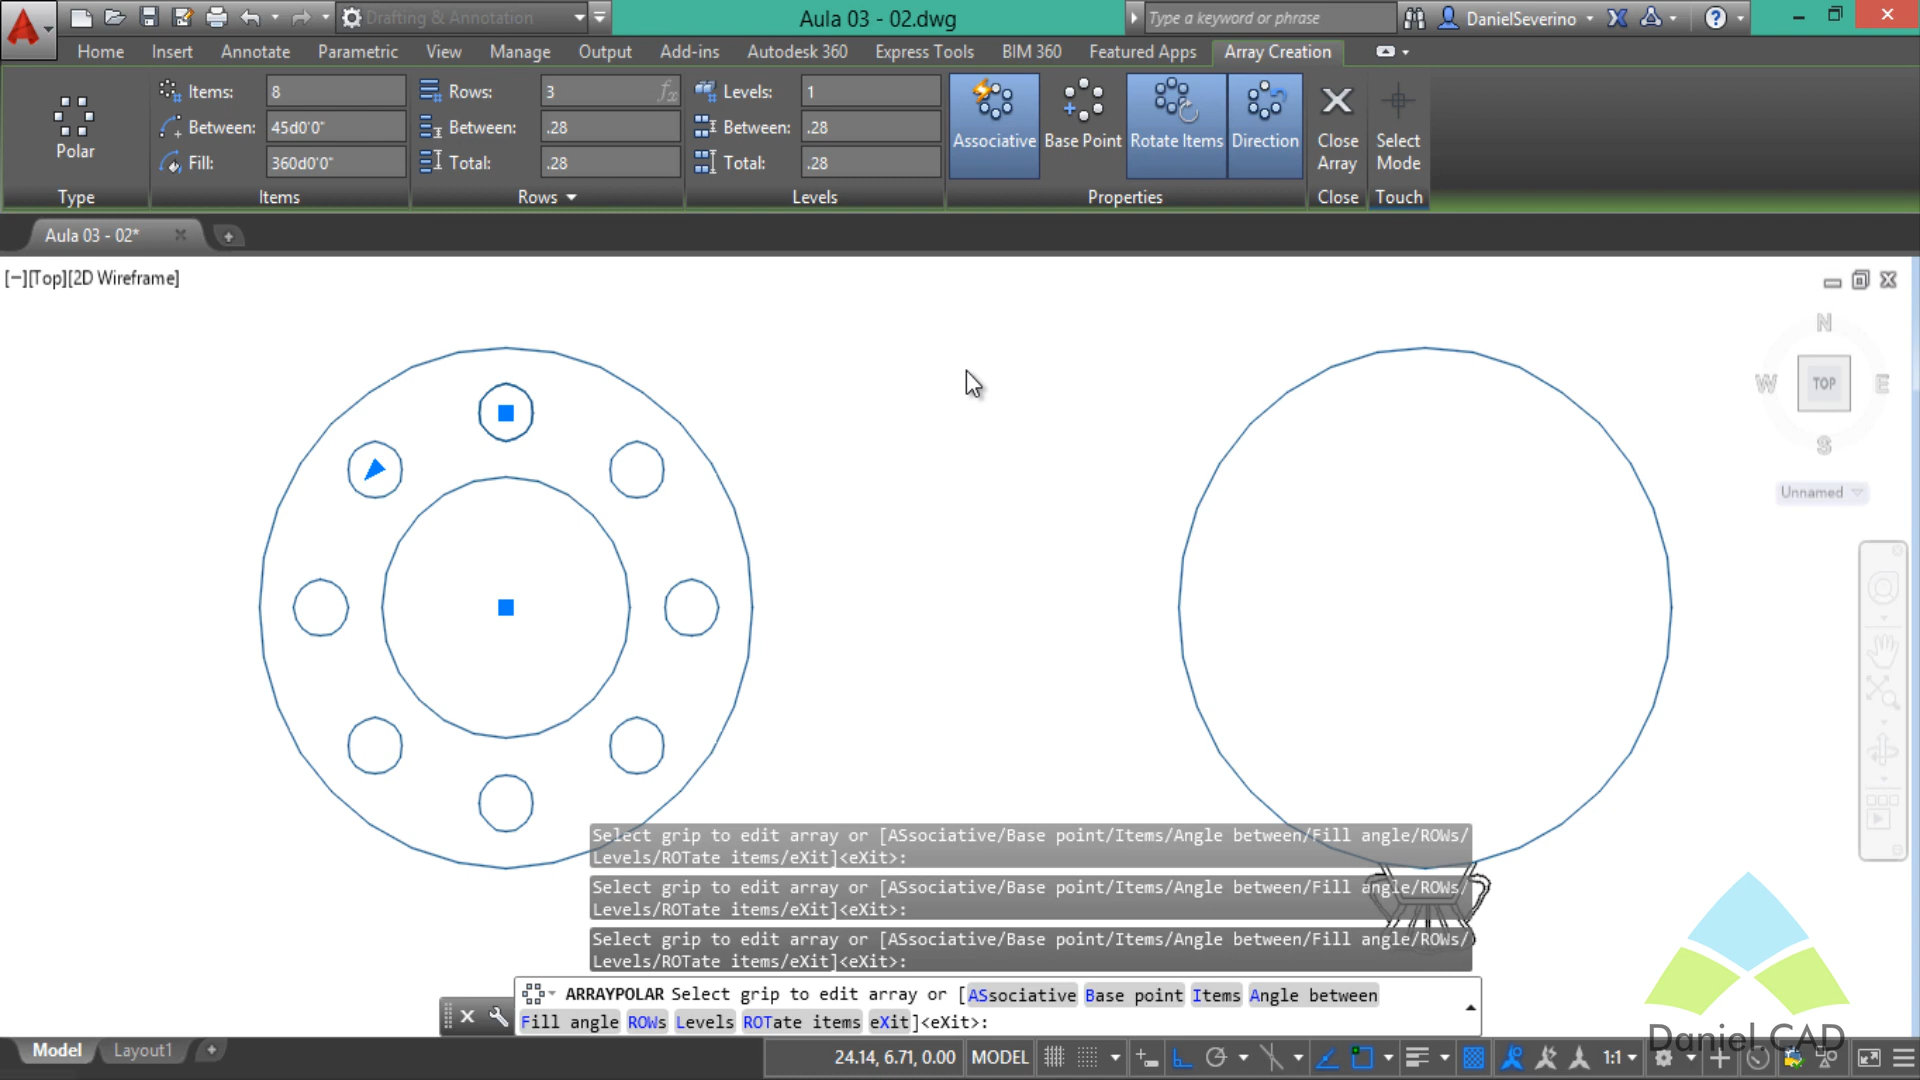 Drafting & Annotation
Aula 03 - 02.dwg
Type a keyword or phrase
DanielSeverino
Home Insert Annotate Parametric View Manage Output Add-ins Autodesk 360 Express Tools BIM 360 Featured Apps Array Creation
Items: 8 Rows: 3 fx Levels: 1
Between: 45d0'0" Between: .28 Between: .28
Fill: 360d0'0" Total: .28 Total: .28
Polar
Associative Base Point Rotate Items Direction
Close Array
Select Mode
Type Items Rows Levels Properties Close Touch
Aula 03 - 02*
[−][Top][2D Wireframe]
N
W TOP E
S
Unnamed
Select grip to edit array or [ASsociative/Base point/Items/Angle between/Fill angle/ROWs/
Levels/ROTate items/eXit]<eXit>:
Select grip to edit array or [ASsociative/Base point/Items/Angle between/Fill angle/ROWs/
Levels/ROTate items/eXit]<eXit>:
Select grip to edit array or [ASsociative/Base point/Items/Angle between/Fill angle/ROWs/
Levels/ROTate items/eXit]<eXit>:
ARRAYPOLAR Select grip to edit array or [ASsociative Base point Items Angle between
Fill angle ROWs Levels ROTate items eXit]<eXit>:
Daniel.CAD
Model Layout1
24.14, 6.71, 0.00 MODEL 1:1